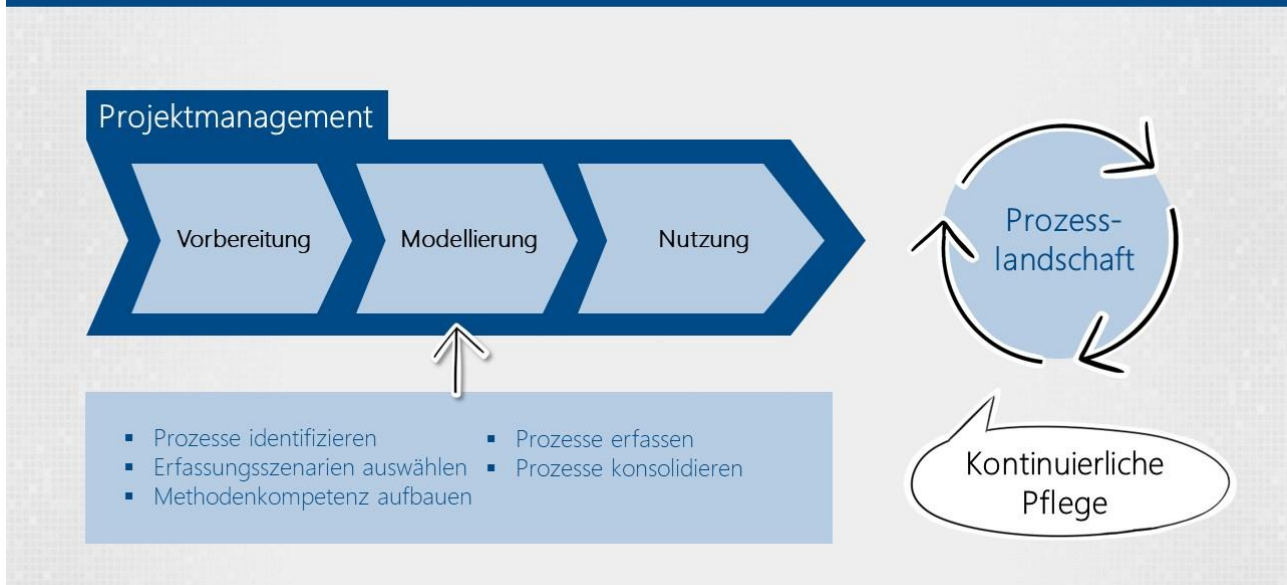 Projektmanagement
Vorbereitung
Modellierung
Nutzung
Prozess-
landschaft
▪ Prozesse identifizieren
▪ Erfassungsszenarien auswählen
▪ Methodenkompetenz aufbauen
▪ Prozesse erfassen
▪ Prozesse konsolidieren
Kontinuierliche
Pflege